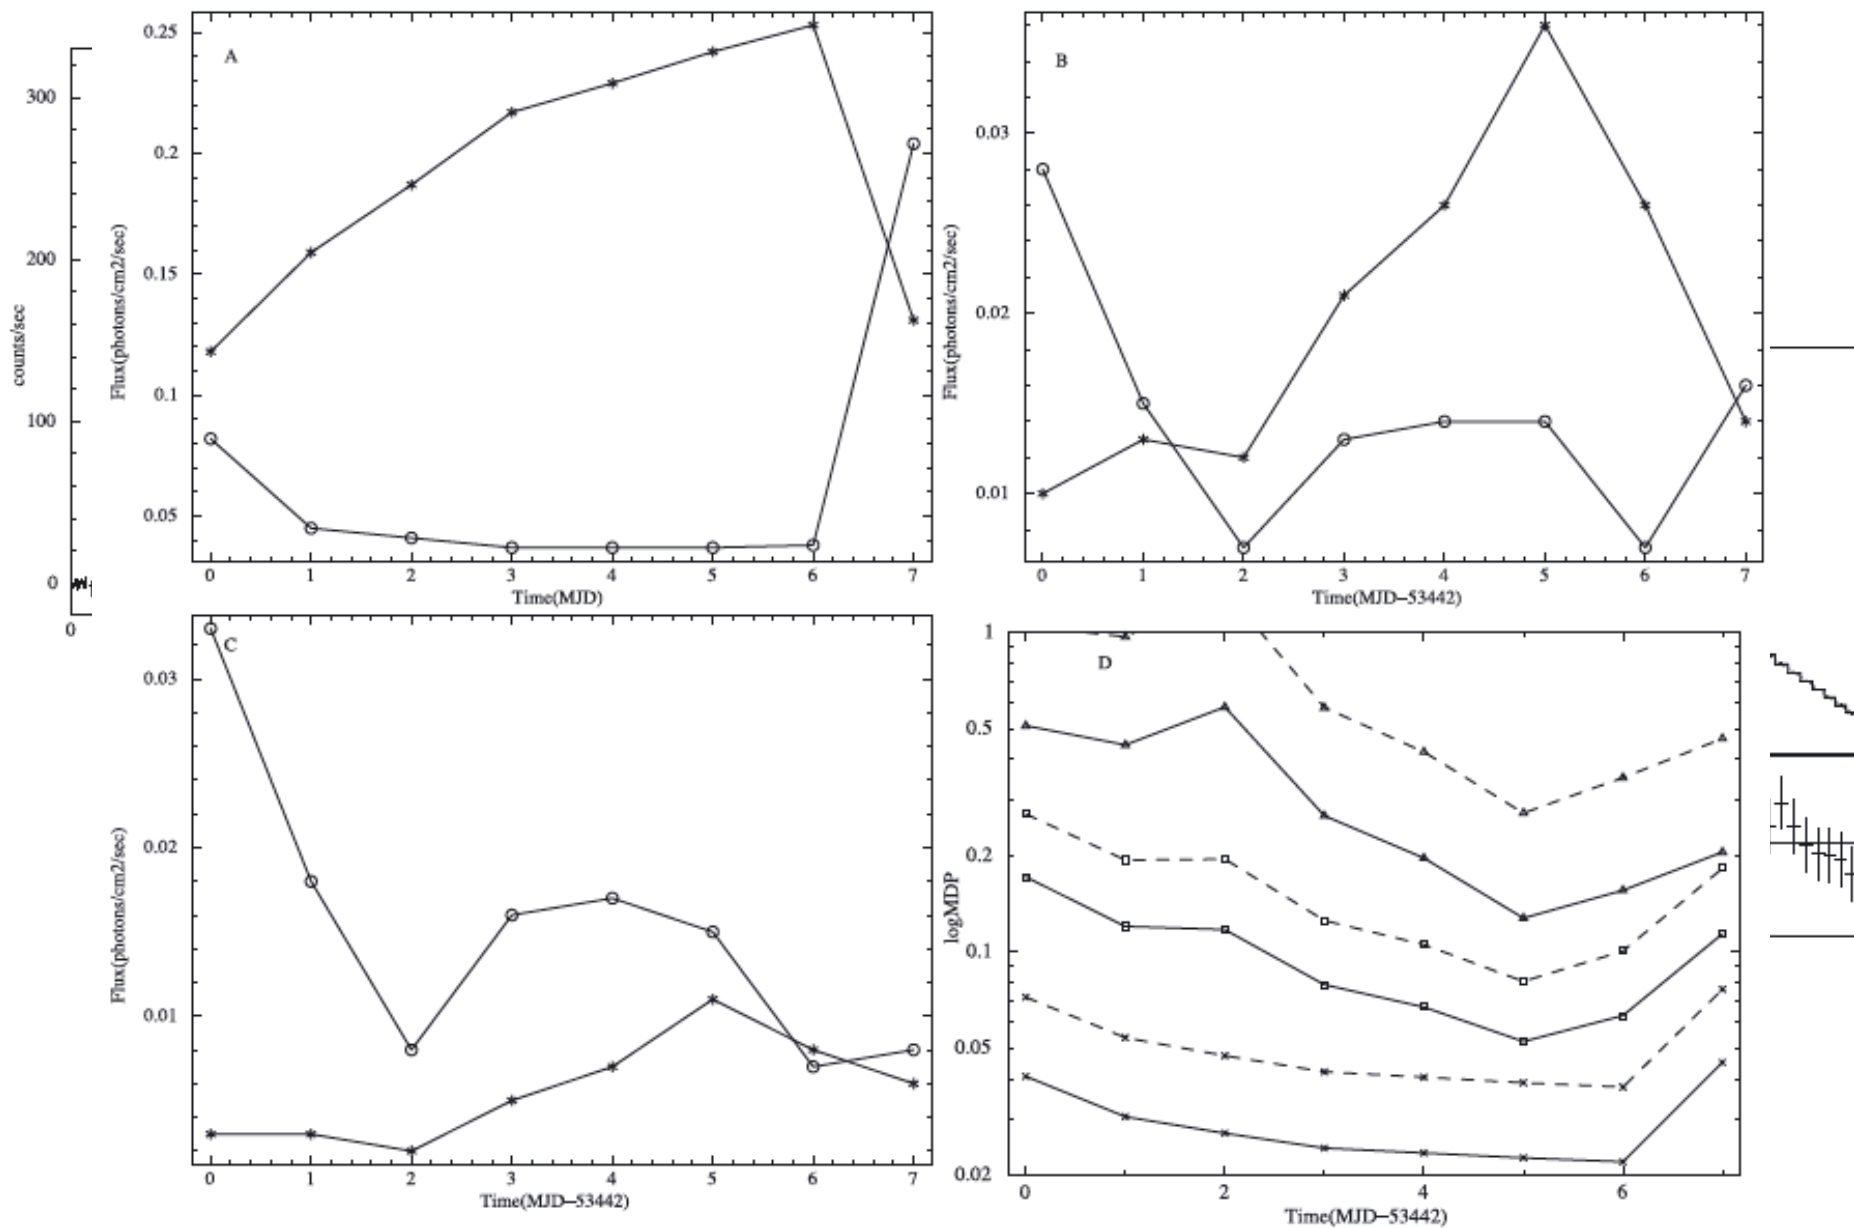 300
200
100
0
0
counts/sec
A
0.25
0.2
0.15
0.1
0.05
Flux(photons/cm2/sec)
0 1 2 3 4 5 6 7
Time(MJD)
B
0.03
0.02
0.01
Flux(photons/cm2/sec)
0 1 2 3 4 5 6 7
Time(MJD–53442)
C
0.03
0.02
0.01
Flux(photons/cm2/sec)
0 1 2 3 4 5 6 7
Time(MJD–53442)
D
1
0.5
0.2
0.1
0.05
0.02
logMDP
0 2 4 6
Time(MJD–53442)